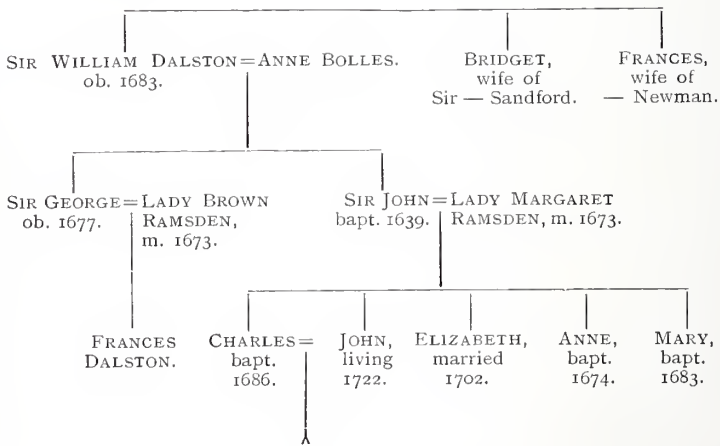 SIR WILLIAM DALSTON=ANNE BOLLES.
ob. 1683.
BRIDGET,
wife of
Sir — Sandford.
FRANCES,
wife of
— Newman.
SIR GEORGE=LADY BROWN
ob. 1677. RAMSDEN,
m. 1673.
SIR JOHN=LADY MARGARET
bapt. 1639. RAMSDEN, m. 1673.
FRANCES
DALSTON.
CHARLES=
bapt.
1686.
JOHN,
living
1722.
ELIZABETH,
married
1702.
ANNE,
bapt.
1674.
MARY,
bapt.
1683.